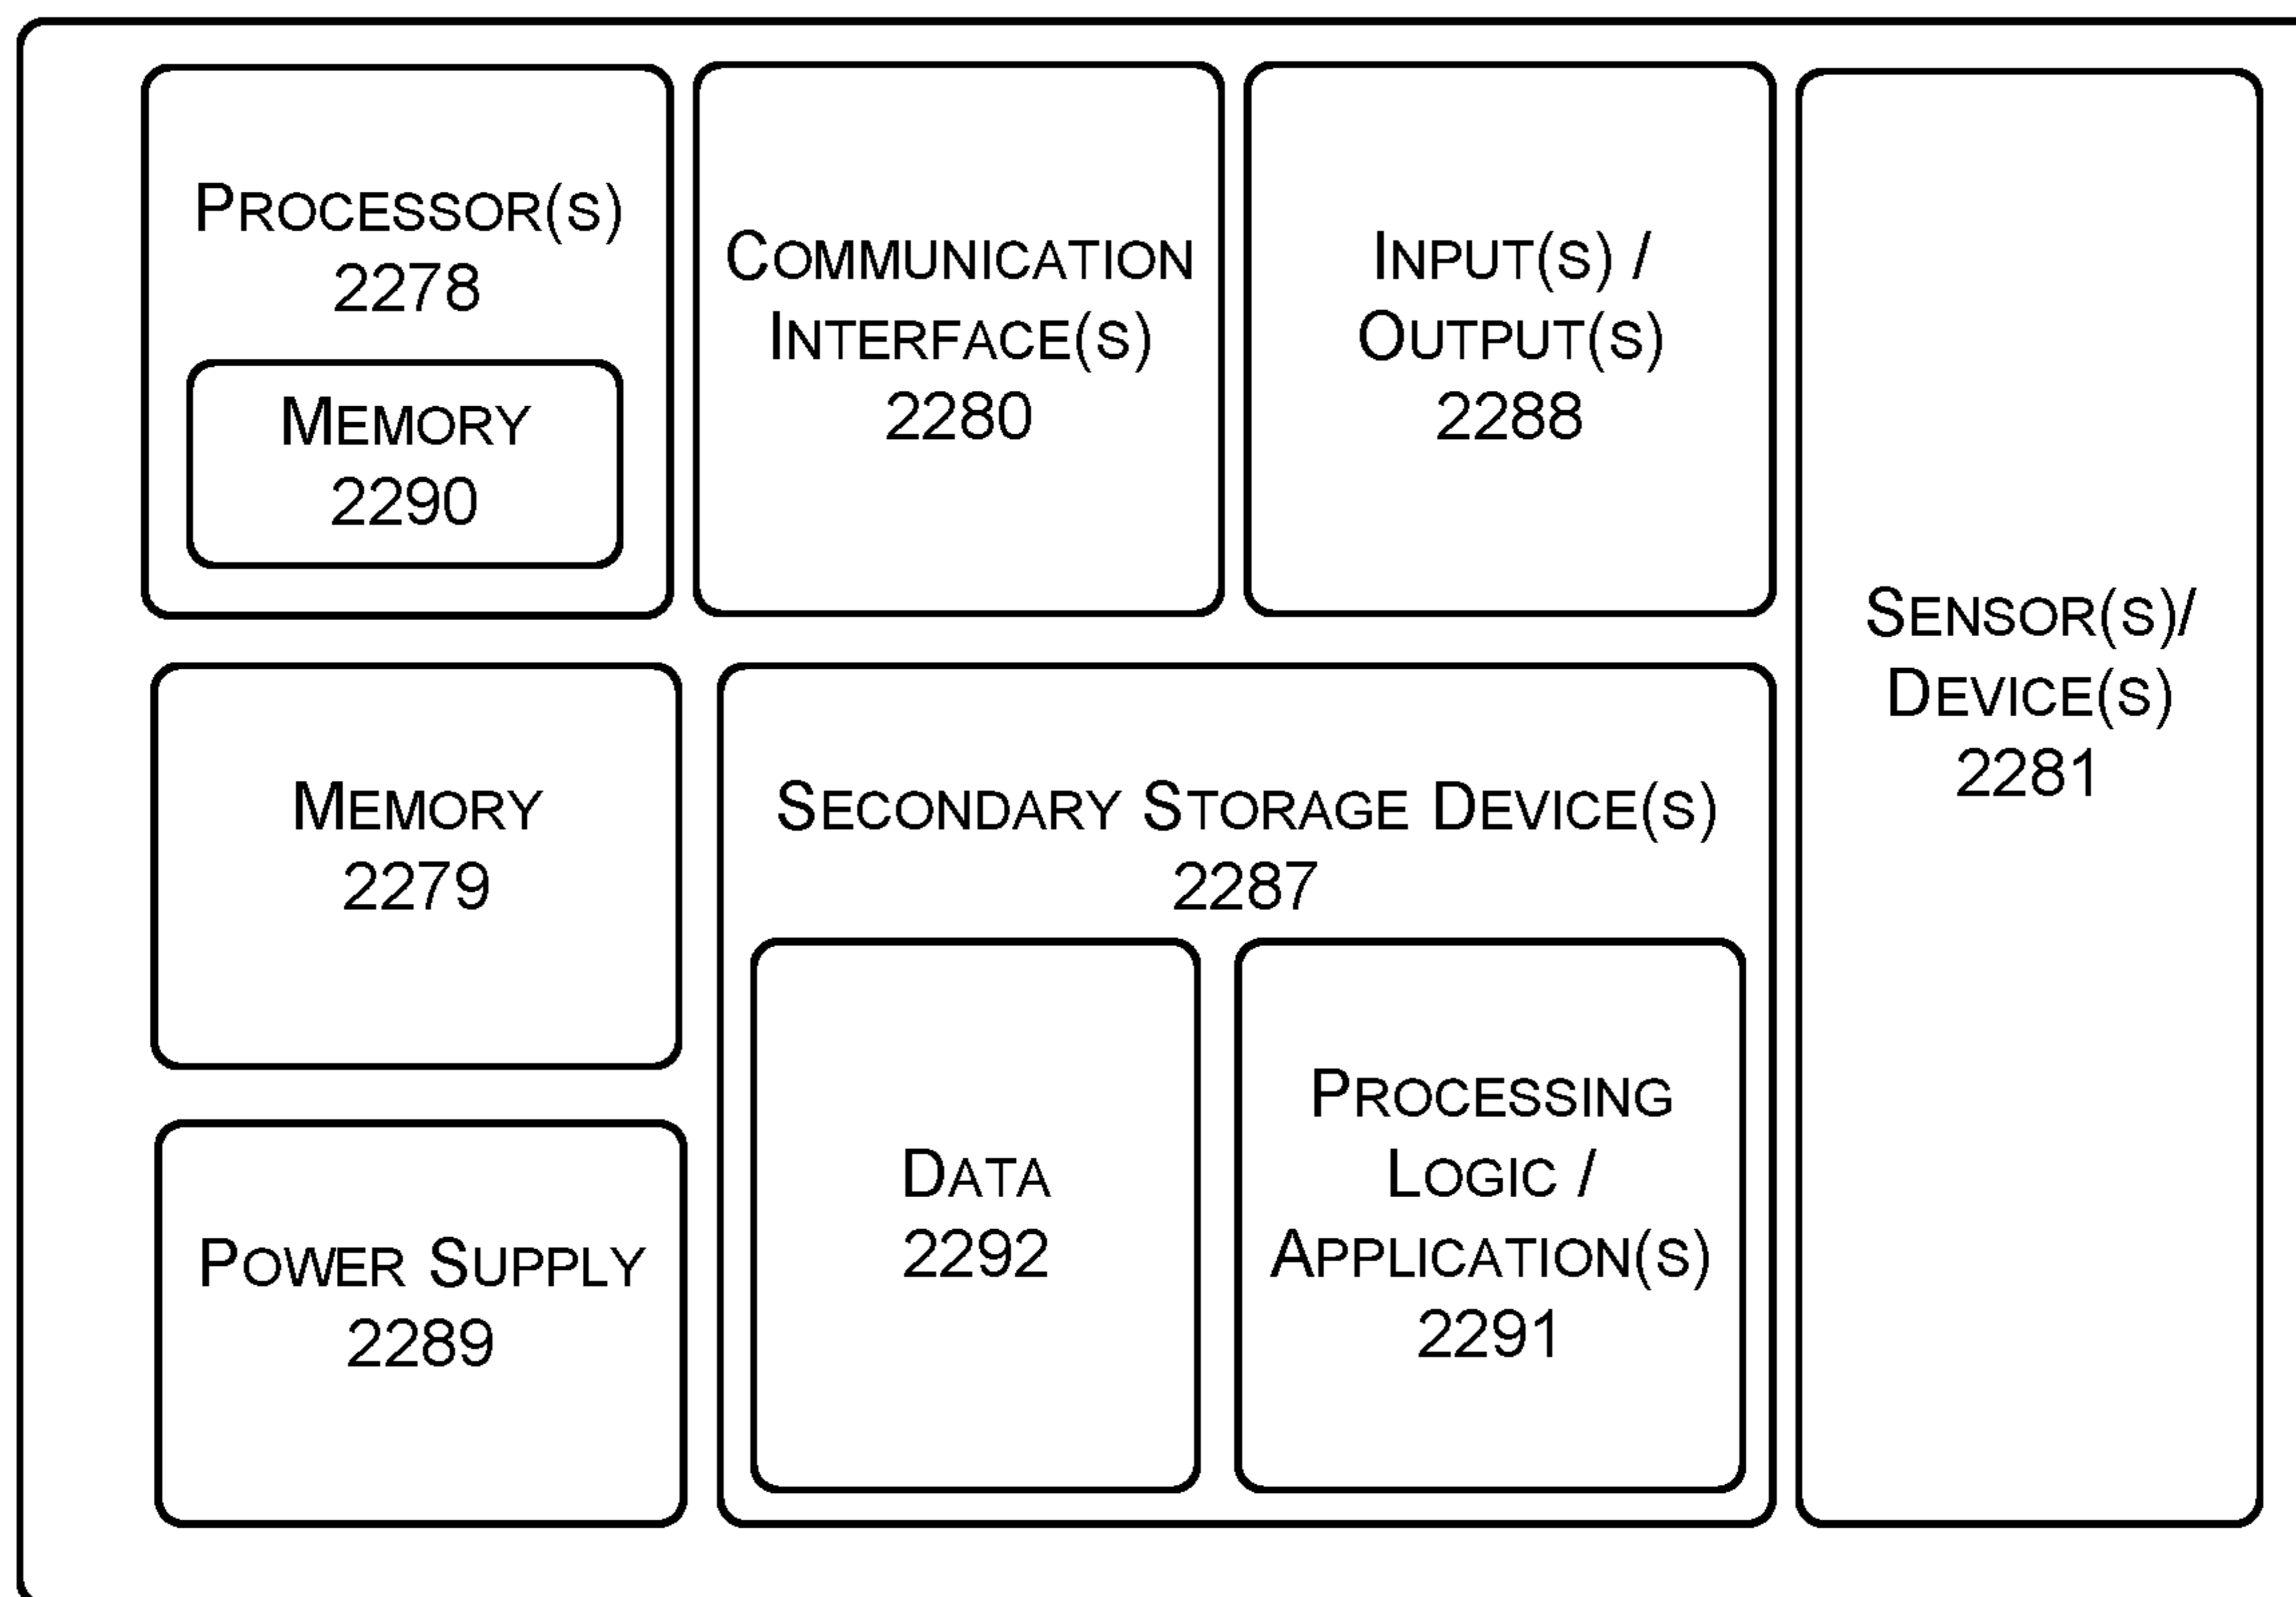 PROCESSOR(S)
2278
MEMORY
2290
COMMUNICATION
INTERFACE(S)
2280
INPUT(S) /
OUTPUT(S)
2288
SENSOR(S)/
DEVICE(S)
2281
MEMORY
2279
SECONDARY STORAGE DEVICE(S)
2287
DATA
2292
PROCESSING
LOGIC /
APPLICATION(S)
2291
POWER SUPPLY
2289